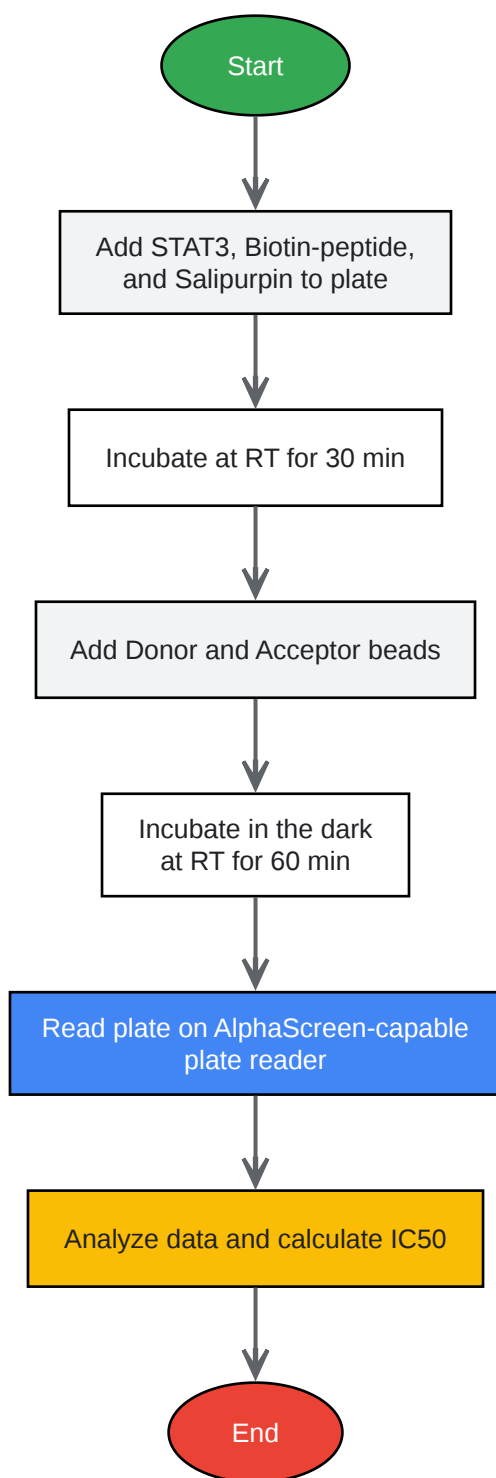 Start
Add STAT3, Biotin-peptide,
and Salipurpin to plate
Incubate at RT for 30 min
Add Donor and Acceptor beads
Incubate in the dark
at RT for 60 min
Read plate on AlphaScreen-capable
plate reader
Analyze data and calculate IC50
End